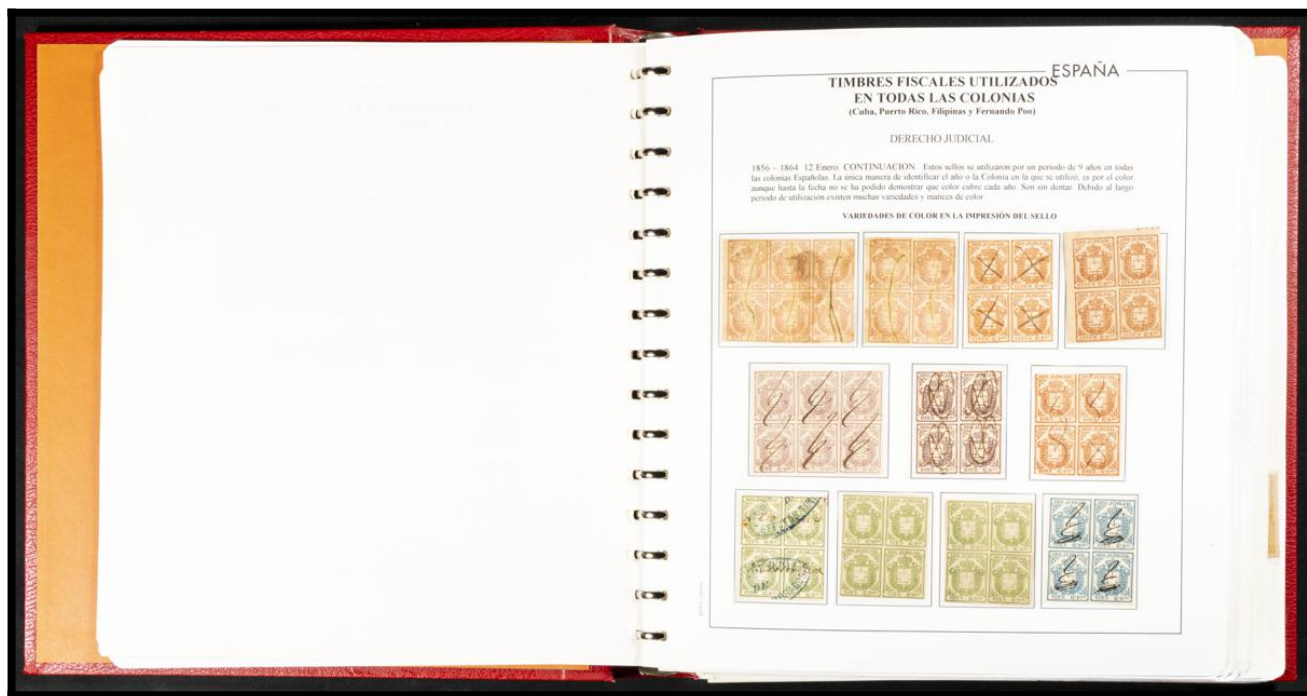 ESPAÑA
TIMBRES FISCALES UTILIZADOS
EN TODAS LAS COLONIAS
(Cuba, Puerto Rico, Filipinas y Fernando Poo)
DERECHO JUDICIAL
1856 - 1864 12 Enero CONTINUACION Estos sellos se utilizaron por un periodo de 9 años en todas
las colonias Españolas. La única manera de identificar el año o la Colonia en la que se utilizó, es por el color
aunque hasta la fecha no se ha podido demostrar que color cubre cada año. Son sin dentar. Debido al largo
periodo de utilización existen muchas variedades y matices de color
VARIEDADES DE COLOR EN LA IMPRESIÓN DEL SELLO